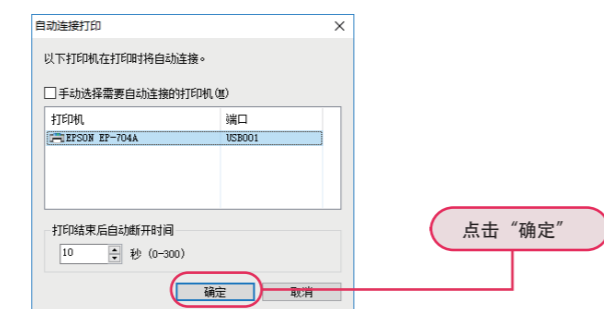 自动连接打印
以下打印机在打印时将自动连接。
手动选择需要自动连接的打印机(M)
打印机 端口
EPSON EP-704A USB001
打印结束后自动断开时间
10 秒 (0-300)
点击“确定”
确定 取消